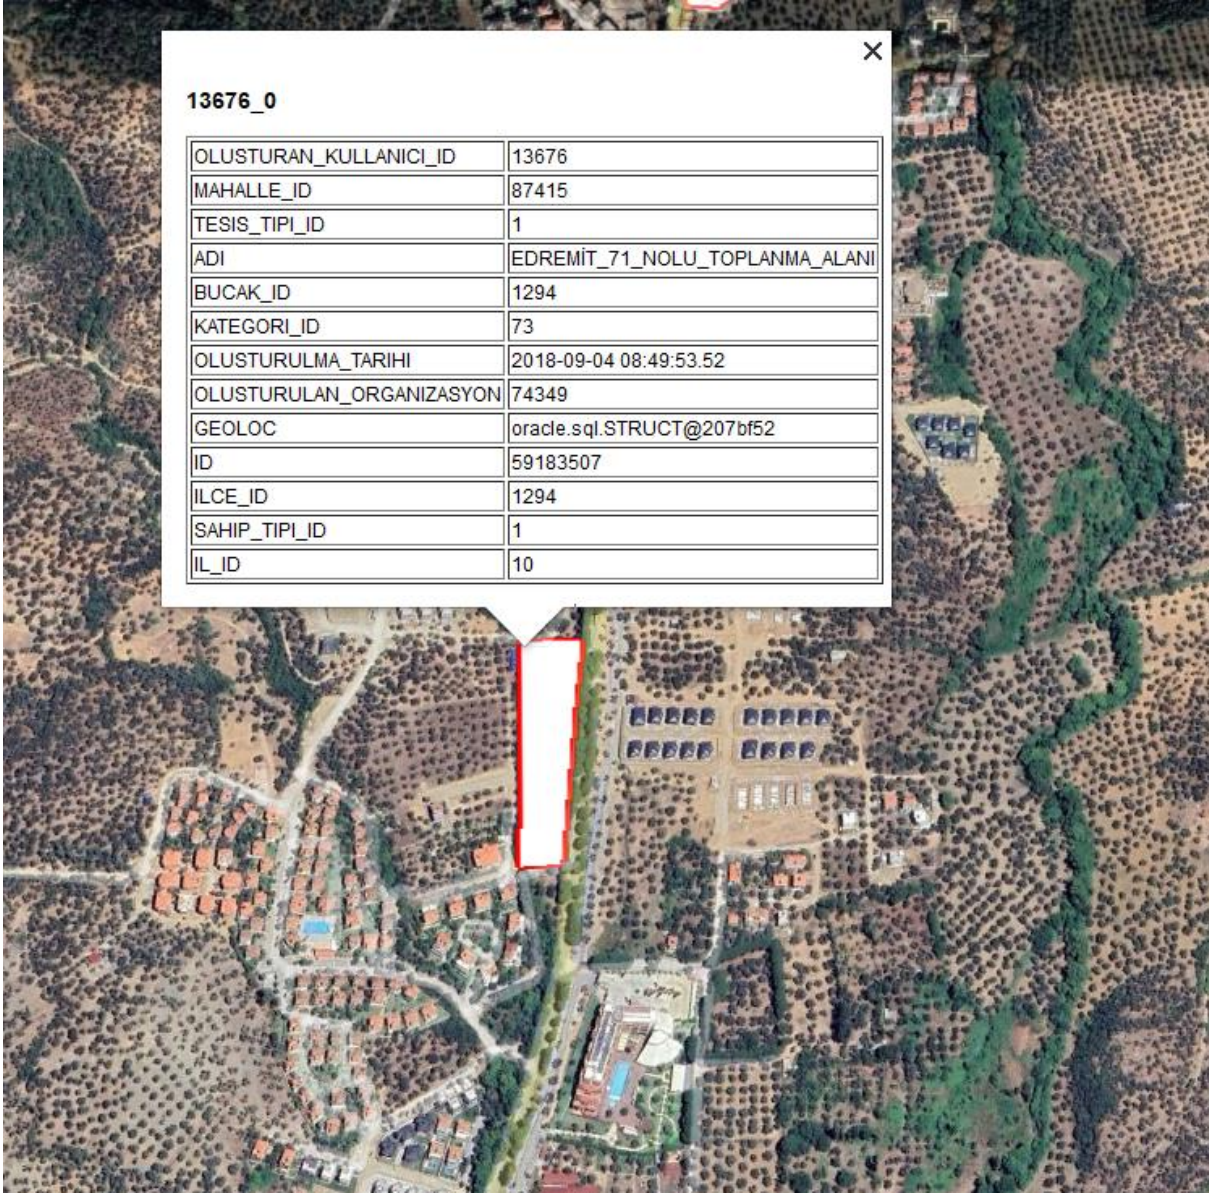 13676_0
OLUSTURAN_KULLANICI_ID 13676
MAHALLE_ID 87415
TESIS_TIPI_ID 1
ADI EDREMİT_71_NOLU_TOPLANMA_ALANI
BUCAK_ID 1294
KATEGORI_ID 73
OLUSTURULMA_TARIHI 2018-09-04 08:49:53.52
OLUSTURULAN_ORGANIZASYON 74349
GEOLOC oracle.sql.STRUCT@207bf52
ID 59183507
ILCE_ID 1294
SAHIP_TIPI_ID 1
IL_ID 10